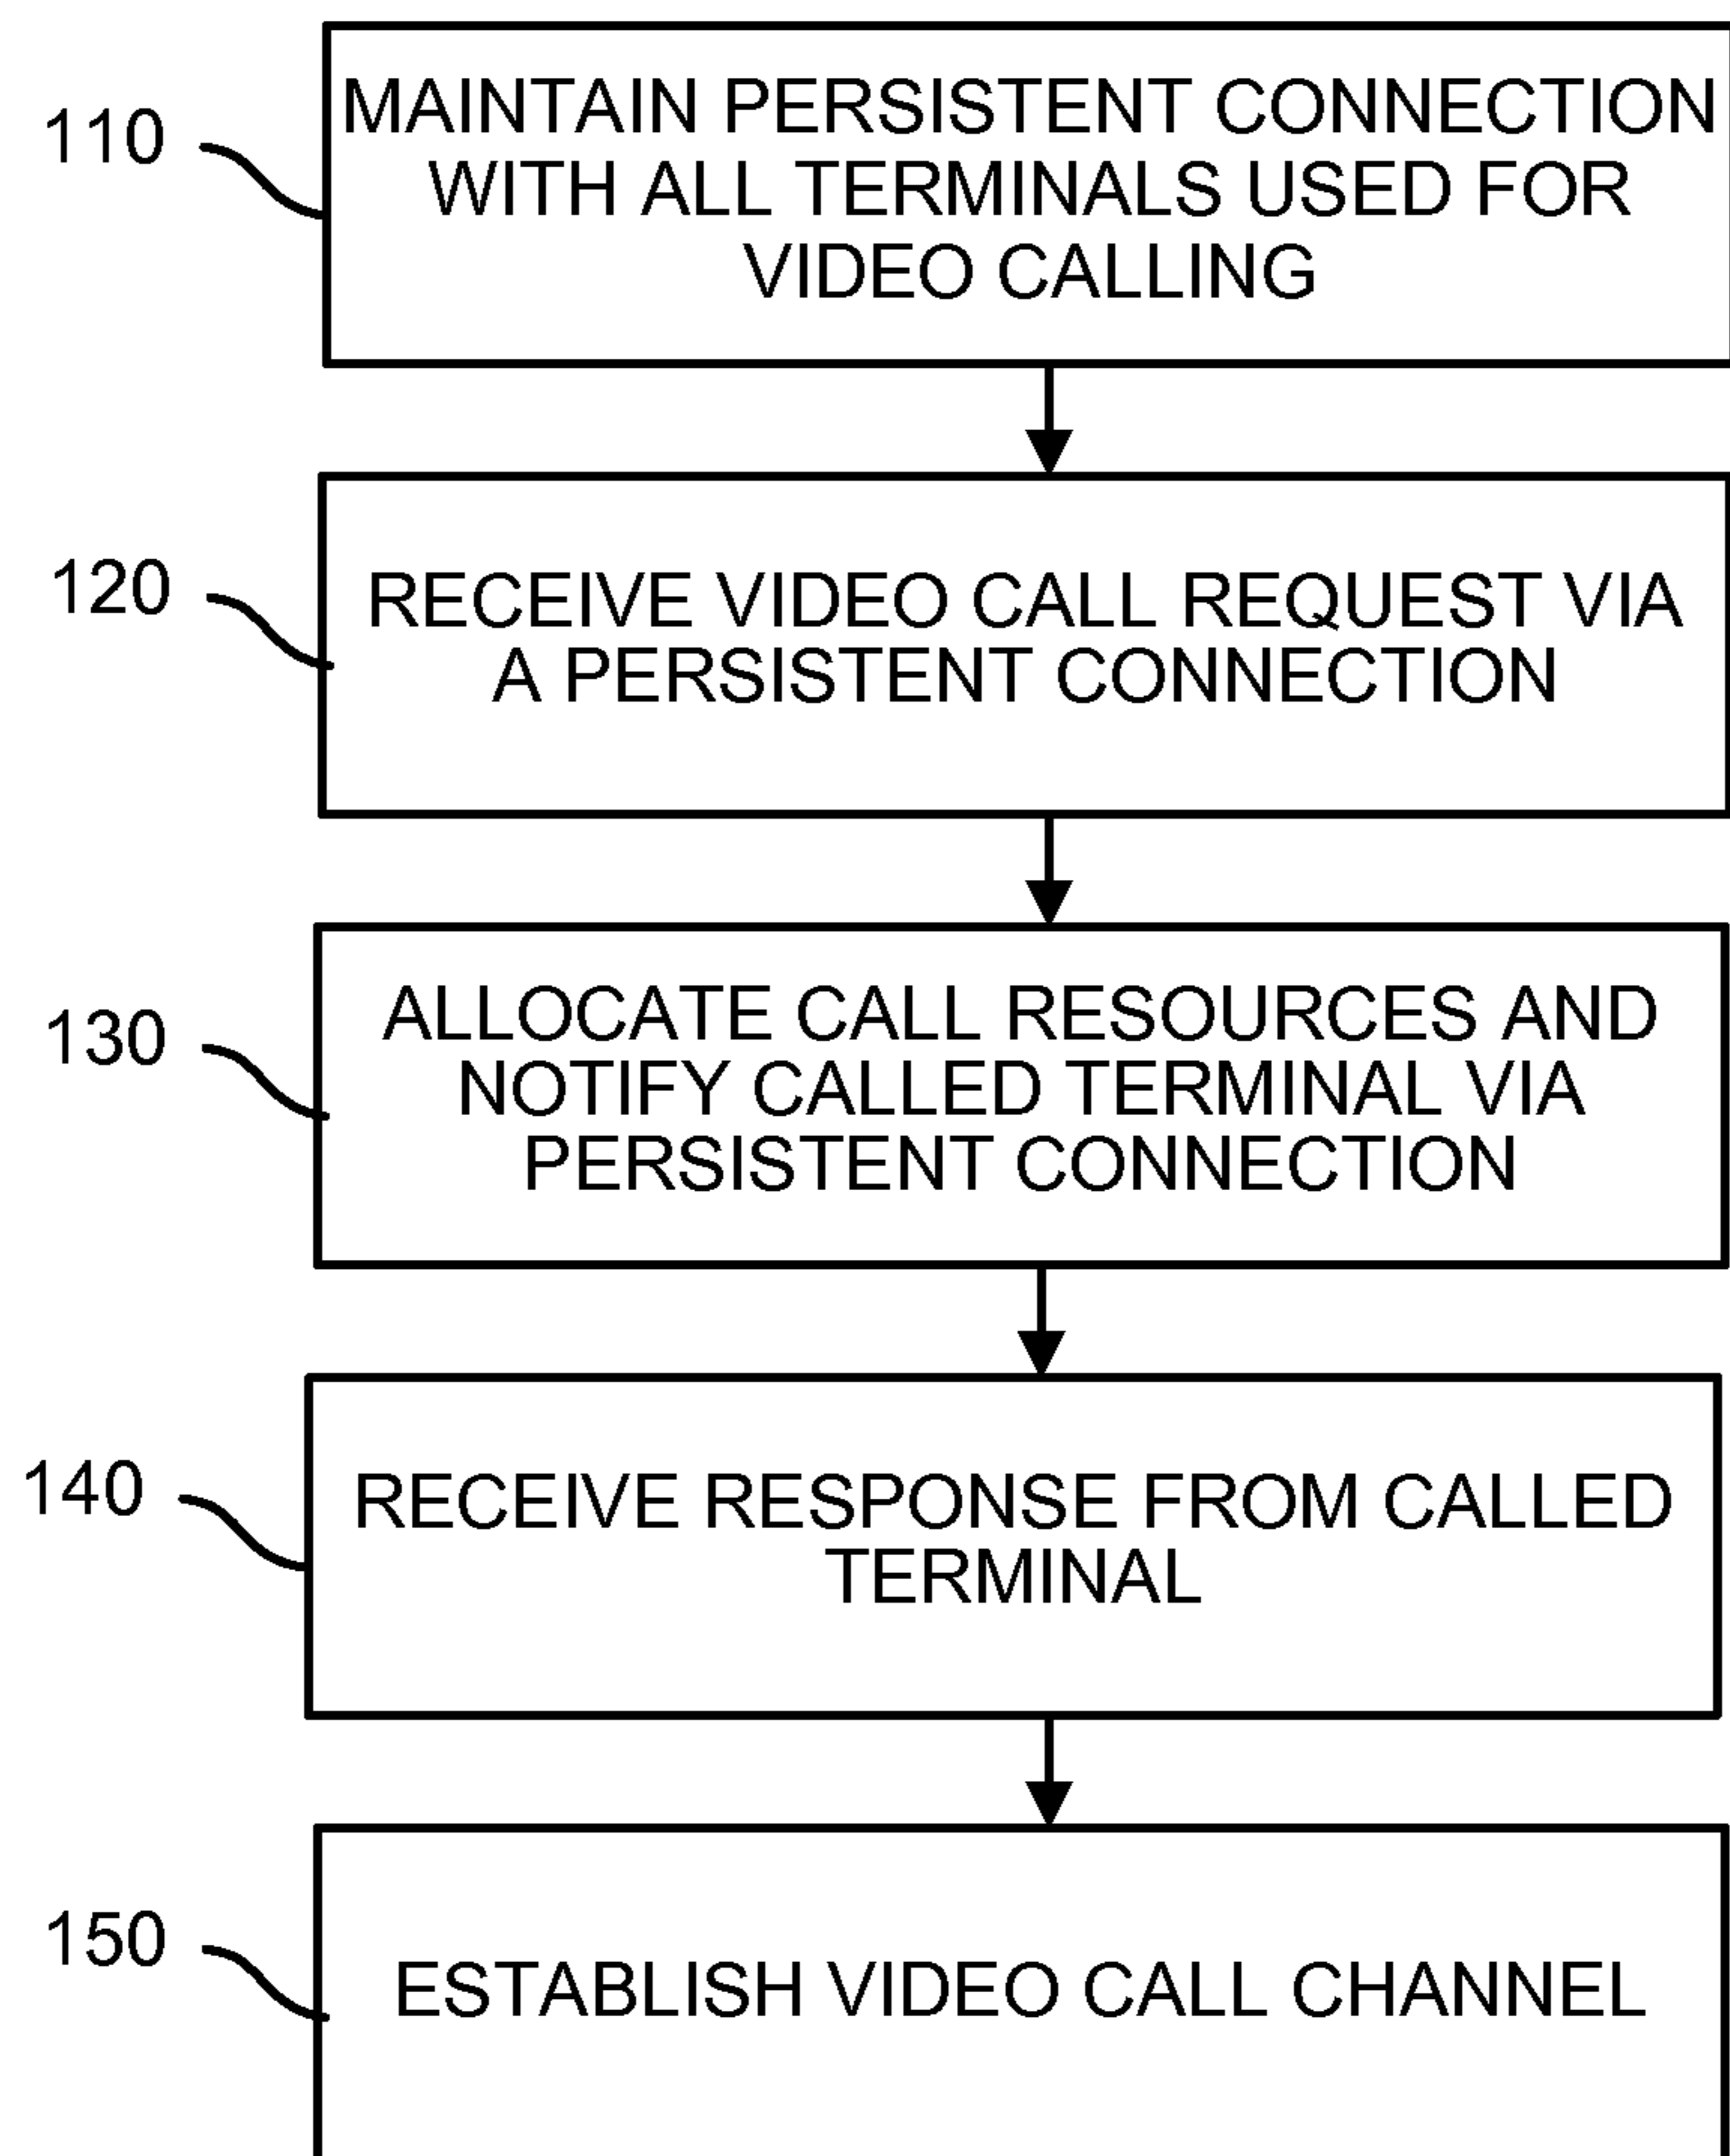 110
MAINTAIN PERSISTENT CONNECTION
WITH ALL TERMINALS USED FOR
VIDEO CALLING
120
RECEIVE VIDEO CALL REQUEST VIA
A PERSISTENT CONNECTION
130
ALLOCATE CALL RESOURCES AND
NOTIFY CALLED TERMINAL VIA
PERSISTENT CONNECTION
140
RECEIVE RESPONSE FROM CALLED
TERMINAL
150
ESTABLISH VIDEO CALL CHANNEL